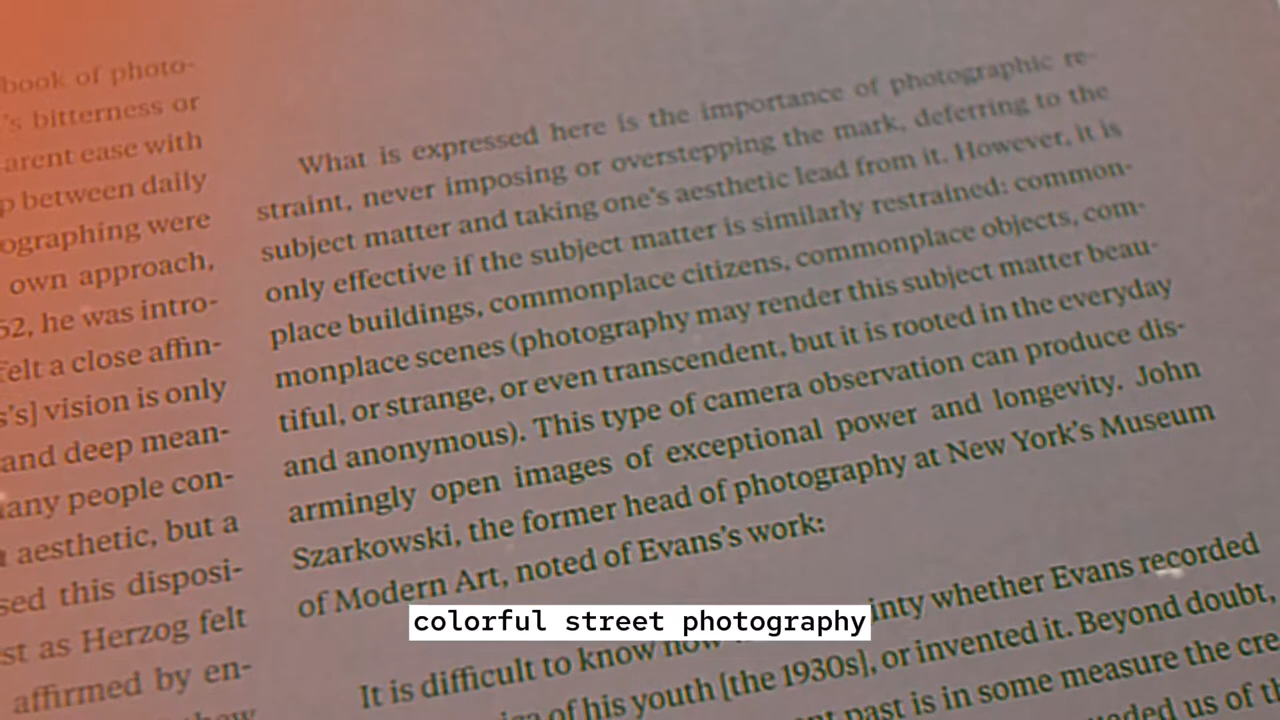 book of photo-
's bitterness or
arent ease with
p between daily
ographing were
own approach,
52, he was intro-
felt a close affin-
s's] vision is only
and deep mean-
any people con-
aesthetic, but a
sed this disposi-
st as Herzog felt
affirmed by en-
What is expressed here is the importance of photographic re-
straint, never imposing or overstepping the mark, deferring to the
subject matter and taking one's aesthetic lead from it. However, it is
only effective if the subject matter is similarly restrained: common-
place buildings, commonplace citizens, commonplace objects, com-
monplace scenes (photography may render this subject matter beau-
tiful, or strange, or even transcendent, but it is rooted in the everyday
and anonymous). This type of camera observation can produce dis-
armingly open images of exceptional power and longevity. John
Szarkowski, the former head of photography at New York's Museum
of Modern Art, noted of Evans's work:
It is difficult to know now inty whether Evans recorded
of his youth [the 1930s], or invented it. Beyond doubt,
past is in some measure the cre
us of th
colorful street photography